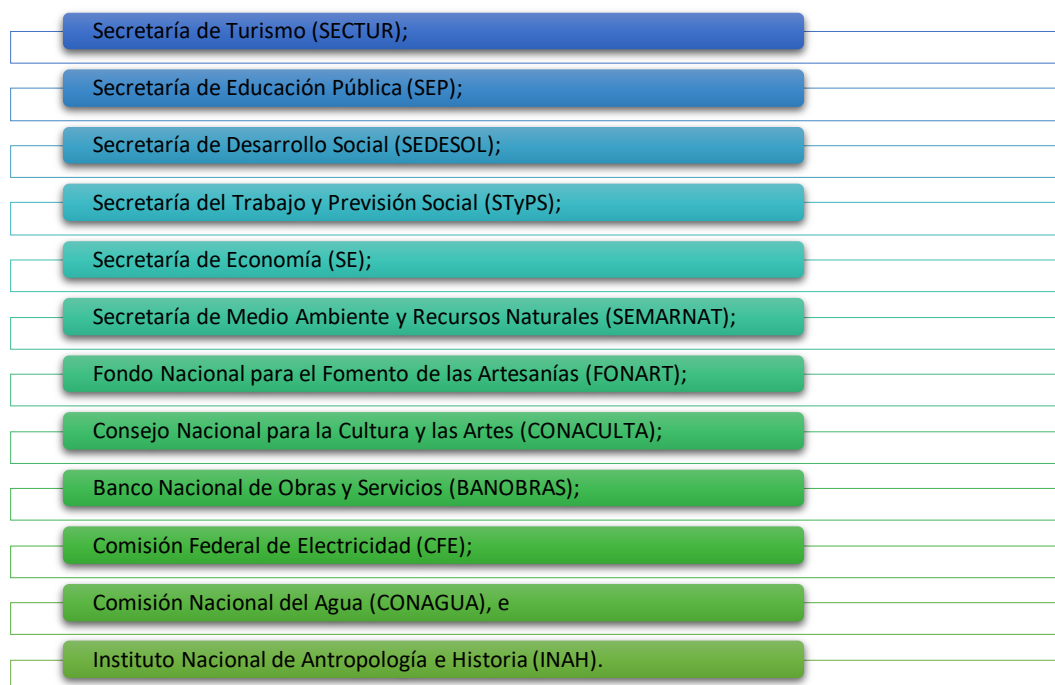 Secretaría de Turismo (SECTUR);
Secretaría de Educación Pública (SEP);
Secretaría de Desarrollo Social (SEDESOL);
Secretaría del Trabajo y Previsión Social (STyPS);
Secretaría de Economía (SE);
Secretaría de Medio Ambiente y Recursos Naturales (SEMARNAT);
Fondo Nacional para el Fomento de las Artesanías (FONART);
Consejo Nacional para la Cultura y las Artes (CONACULTA);
Banco Nacional de Obras y Servicios (BANOBRAS);
Comisión Federal de Electricidad (CFE);
Comisión Nacional del Agua (CONAGUA), e
Instituto Nacional de Antropología e Historia (INAH).